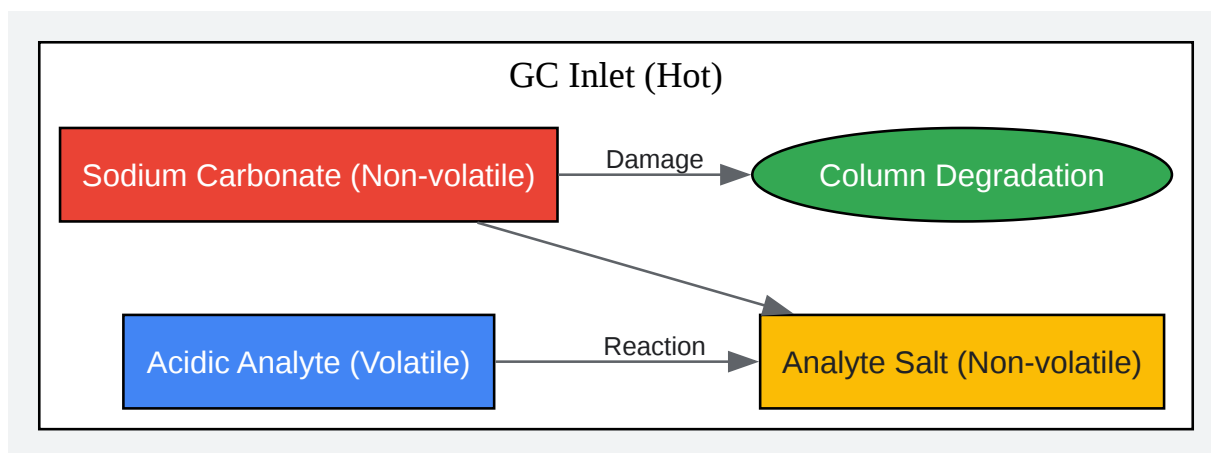 GC Inlet (Hot)
Sodium Carbonate (Non-volatile)
Damage
Column Degradation
Acidic Analyte (Volatile)
Reaction
Analyte Salt (Non-volatile)